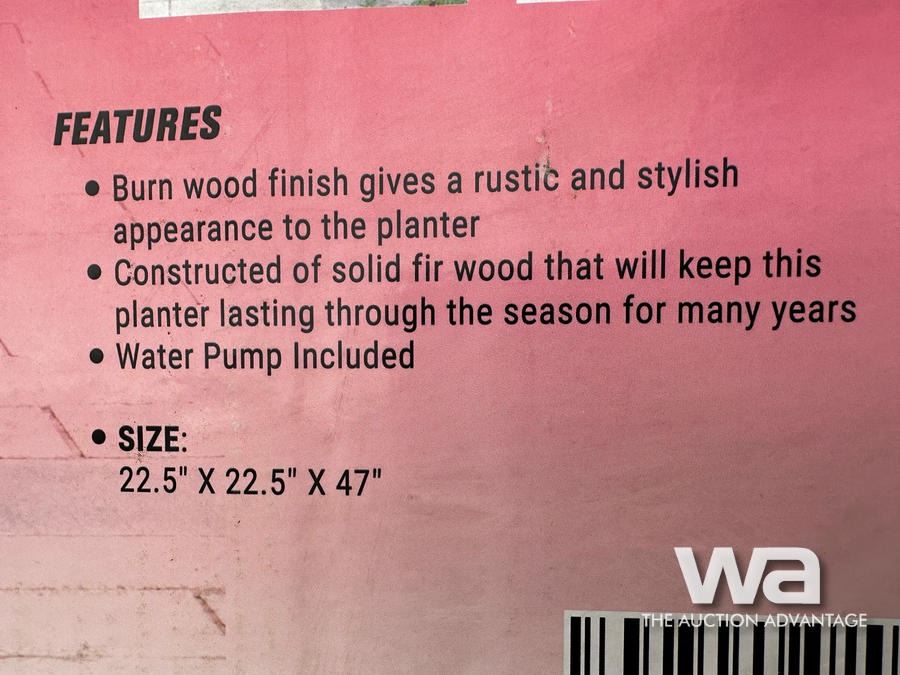 FEATURES
• Burn wood finish gives a rustic and stylish
appearance to the planter
• Constructed of solid fir wood that will keep this
planter lasting through the season for many years
• Water Pump Included
• SIZE:
22.5" X 22.5" X 47"
wa
THE AUCTION ADVANTAGE